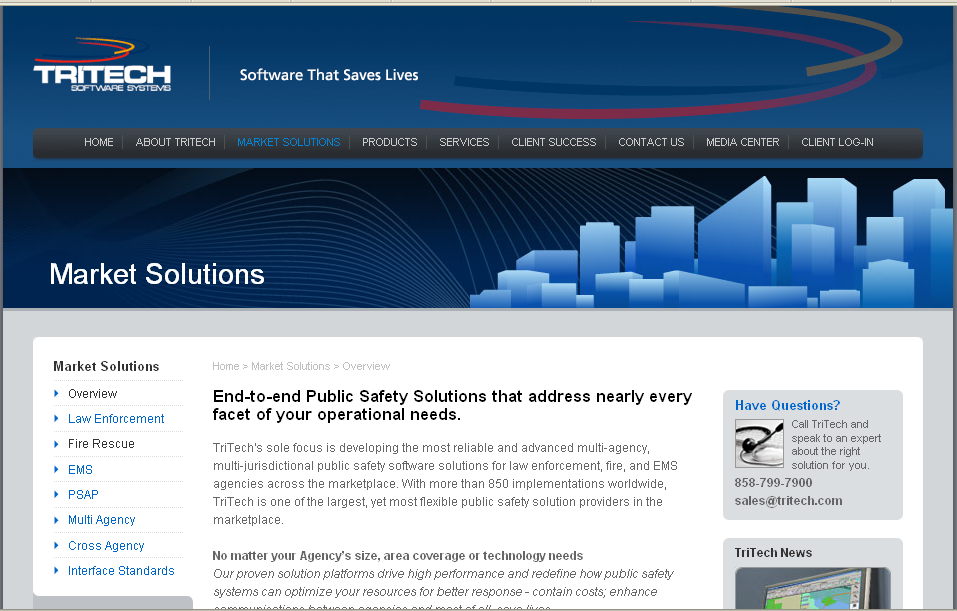 TRITECH
SOFTWARE SYSTEMS
Software That Saves Lives
HOME
ABOUT TRITECH
MARKET SOLUTIONS
PRODUCTS
SERVICES
CLIENT SUCCESS
CONTACT US
MEDIA CENTER
CLIENT LOG-IN
Market Solutions
Market Solutions
Overview
Law Enforcement
Fire Rescue
EMS
PSAP
Multi Agency
Cross Agency
Interface Standards
Home > Market Solutions > Overview
End-to-end Public Safety Solutions that address nearly every
facet of your operational needs.
TriTech's sole focus is developing the most reliable and advanced multi-agency,
multi-jurisdictional public safety software solutions for law enforcement, fire, and EMS
agencies across the marketplace. With more than 850 implementations worldwide,
TriTech is one of the largest, yet most flexible public safety solution providers in the
marketplace.
No matter your Agency's size, area coverage or technology needs
Our proven solution platforms drive high performance and redefine how public safety
systems can optimize your resources for better response - contain costs; enhance
communications between agencies and most of all, save lives.
Have Questions?
Call TriTech and
speak to an expert
about the right
solution for you.
858-799-7900
sales@tritech.com
TriTech News